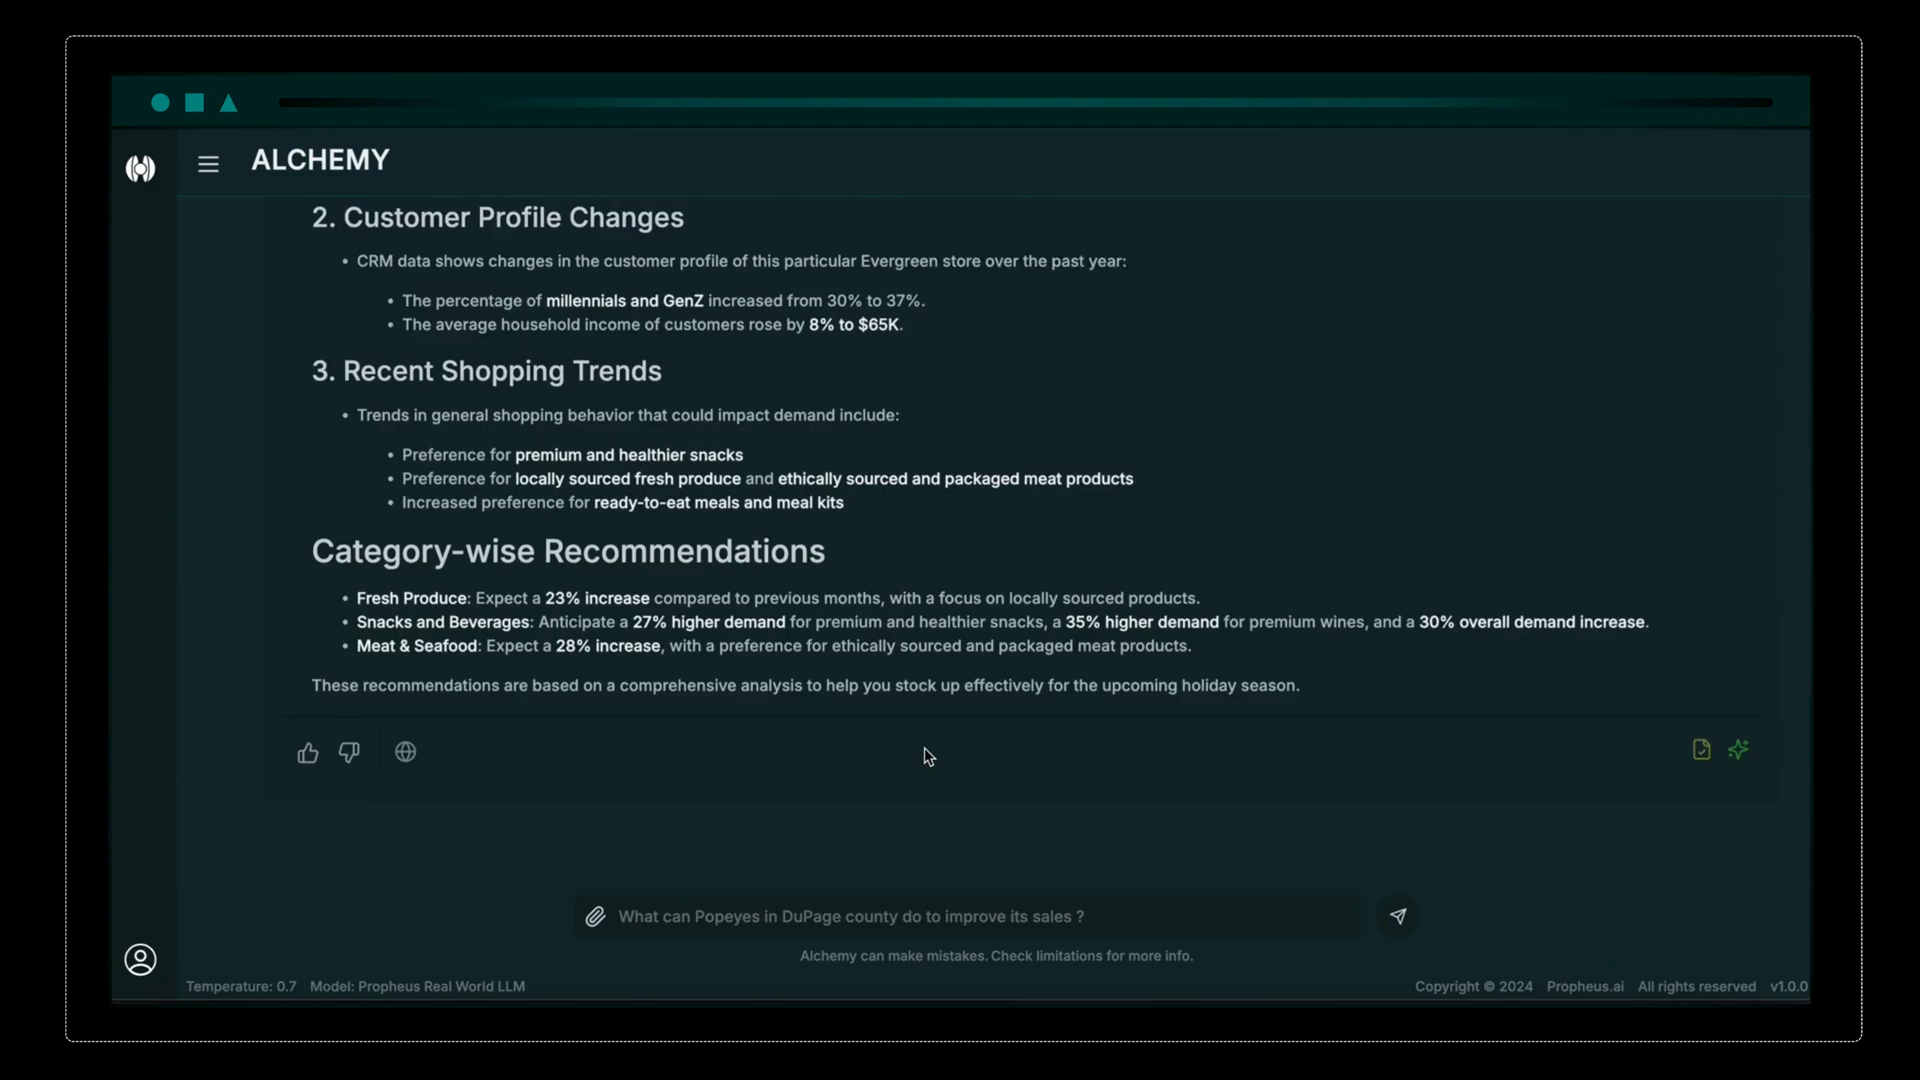 ALCHEMY
2. Customer Profile Changes
• CRM data shows changes in the customer profile of this particular Evergreen store over the past year:
• The percentage of millennials and GenZ increased from 30% to 37%.
• The average household income of customers rose by 8% to $65K.
3. Recent Shopping Trends
• Trends in general shopping behavior that could impact demand include:
• Preference for premium and healthier snacks
• Preference for locally sourced fresh produce and ethically sourced and packaged meat products
• Increased preference for ready-to-eat meals and meal kits
Category-wise Recommendations
• Fresh Produce: Expect a 23% increase compared to previous months, with a focus on locally sourced products.
• Snacks and Beverages: Anticipate a 27% higher demand for premium and healthier snacks, a 35% higher demand for premium wines, and a 30% overall demand increase.
• Meat & Seafood: Expect a 28% increase, with a preference for ethically sourced and packaged meat products.
These recommendations are based on a comprehensive analysis to help you stock up effectively for the upcoming holiday season.
What can Popeyes in DuPage county do to improve its sales ?
Alchemy can make mistakes. Check limitations for more info.
Temperature: 0.7 Model: Propheus Real World LLM Copyright © 2024 Propheus.ai All rights reserved v1.0.0